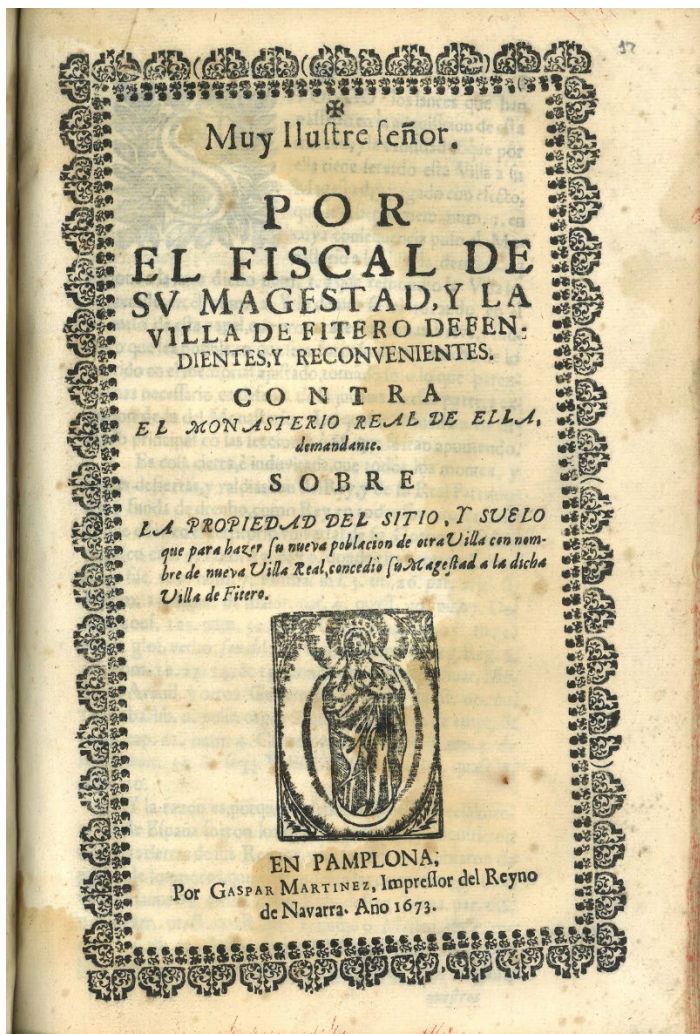 12
✠
Muy Iluſtre ſeñor.
POR
EL FISCAL DE
SV MAGESTAD, Y LA
VILLA DE FITERO DEFEN-
DIENTES, Y RECONVENIENTES.
CONTRA
EL MONASTERIO REAL DE ELLA,
demandante.
SOBRE
LA PROPIEDAD DEL SITIO, Y SUELO
que para hazer ſu nueva poblacion de otra Villa con nom-
bre de nueva Villa Real, concedio ſu Mageſtad a la dicha
Villa de Fitero.
EN PAMPLONA;
Por GASPAR MARTINEZ, Impreſſor del Reyno
de Navarra. Año 1673.